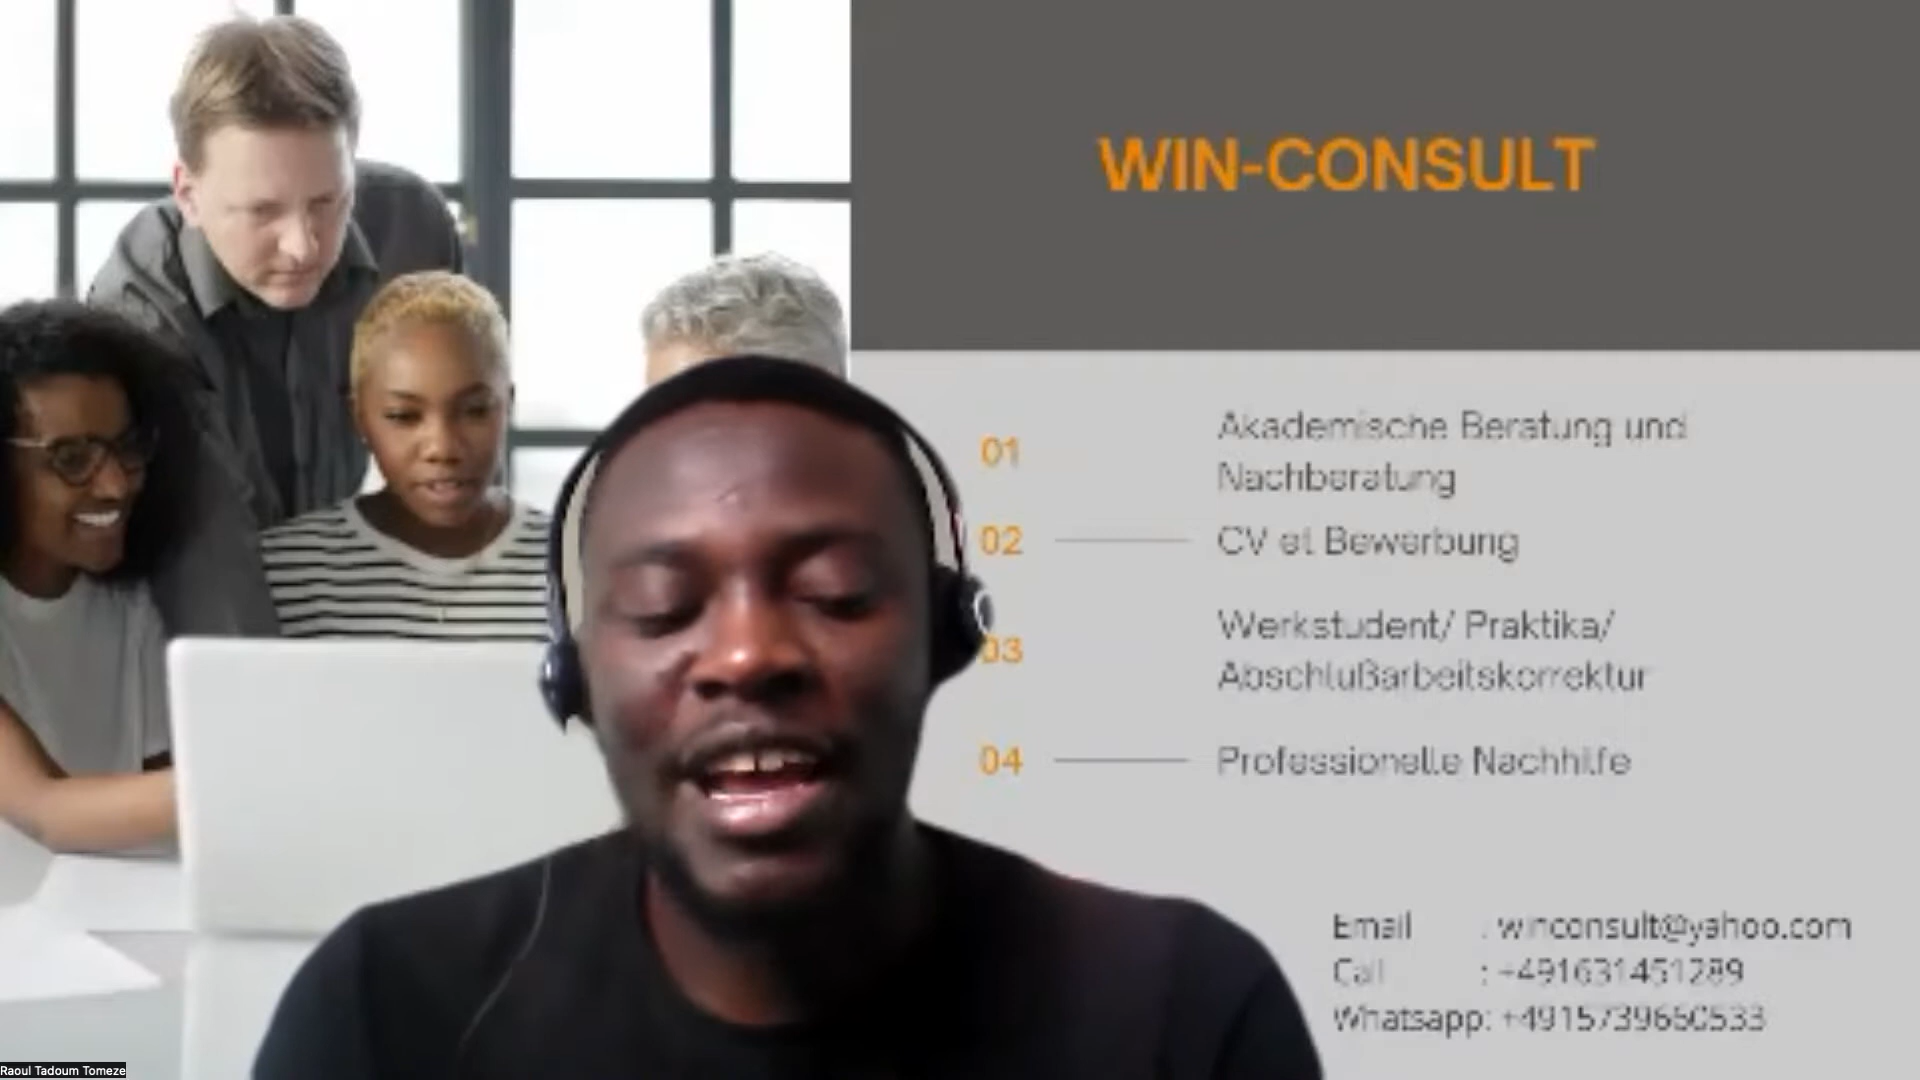 WIN-CONSULT
01
Akademische Beratung und
Nachberatung
02
CV et Bewerbung
03
Werkstudent/ Praktika/
Abschlußarbeitskorrektur
04
Professionelle Nachhilfe
Email : winconsult@yahoo.com
Call : +491631451289
Whatsapp: +4915739660533
Raoul Tadoum Tomeze